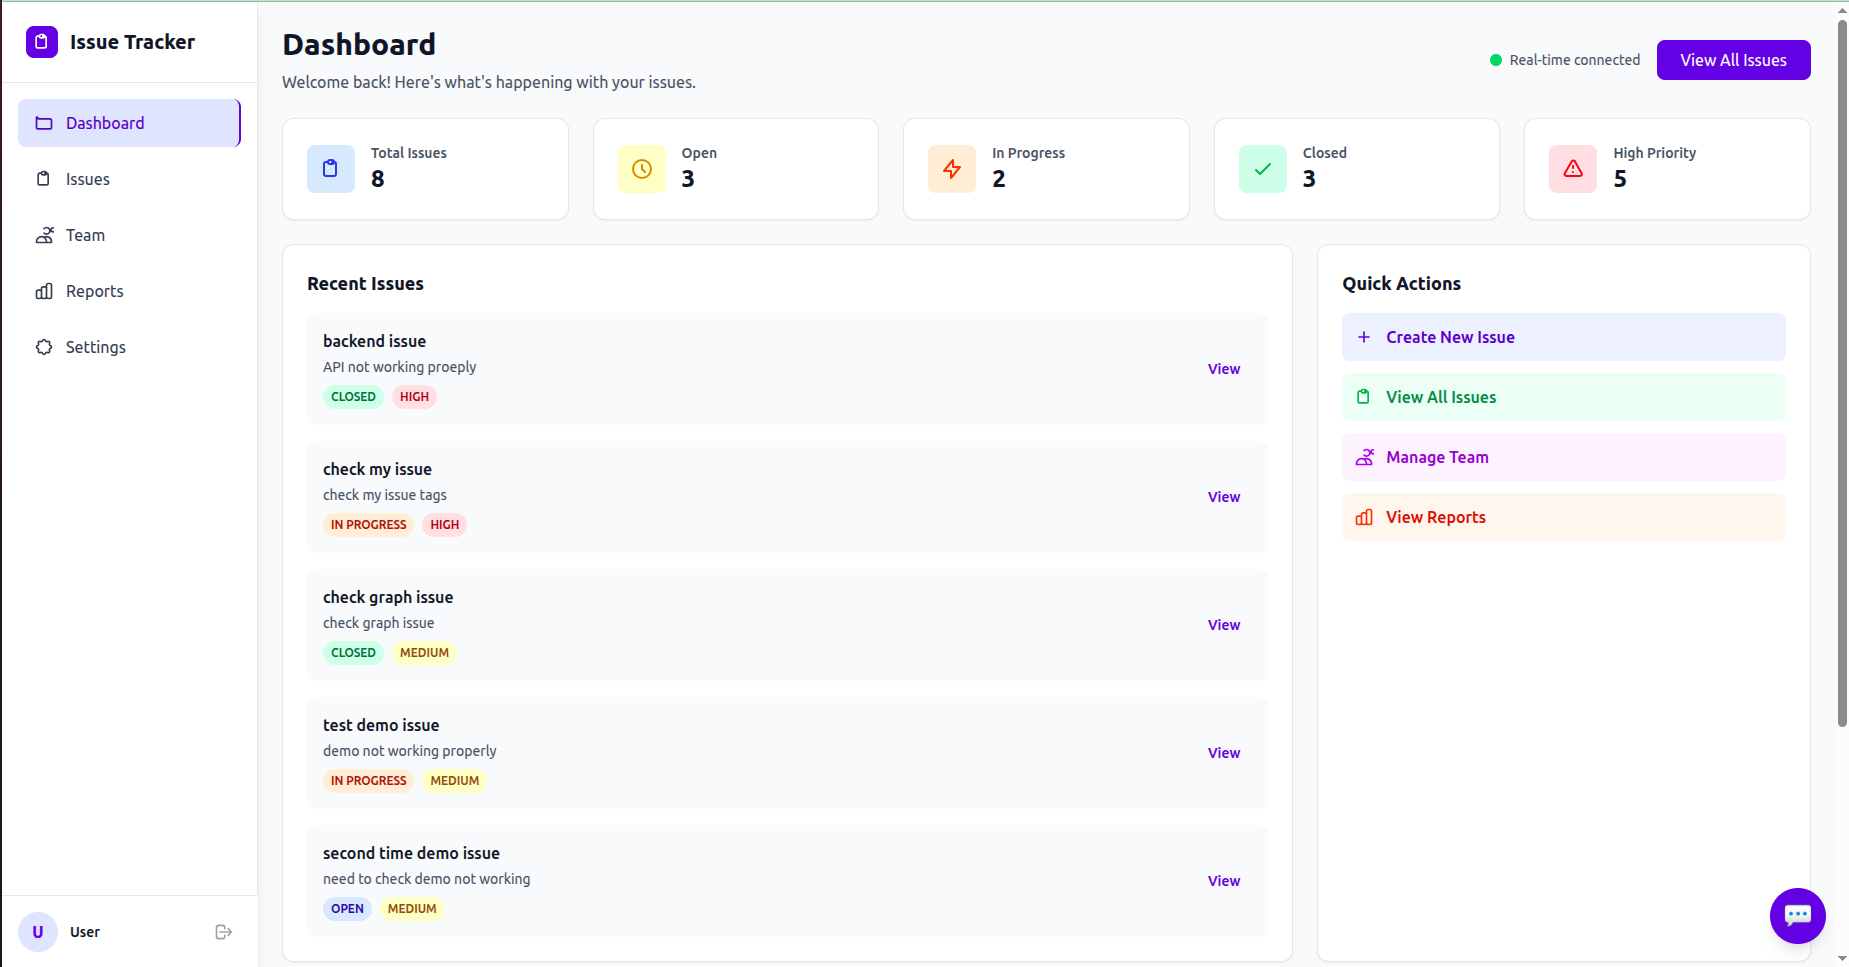 Issue Tracker
Dashboard
Issues
Team
Reports
Settings
U User
Dashboard
Welcome back! Here's what's happening with your issues.
Real-time connected
View All Issues
Total Issues
8
Open
3
In Progress
2
Closed
3
High Priority
5
Recent Issues
backend issue
API not working proeply
CLOSED HIGH
View
check my issue
check my issue tags
IN PROGRESS HIGH
View
check graph issue
check graph issue
CLOSED MEDIUM
View
test demo issue
demo not working properly
IN PROGRESS MEDIUM
View
second time demo issue
need to check demo not working
OPEN MEDIUM
View
Quick Actions
Create New Issue
View All Issues
Manage Team
View Reports